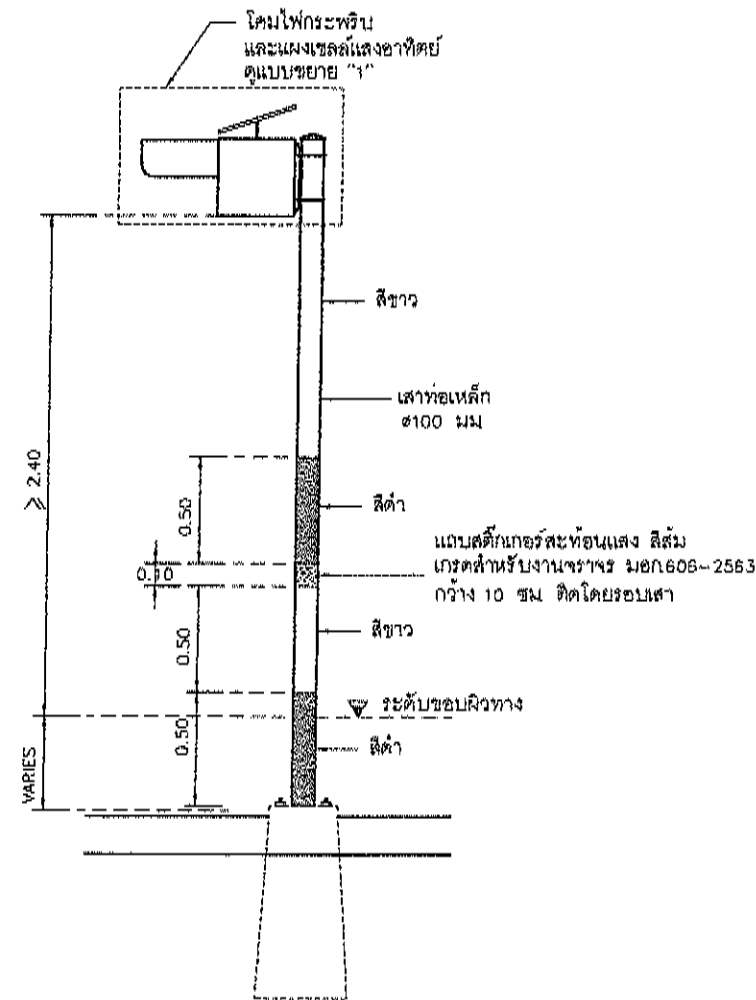 โคมไฟกระพริบ
และแผงเซลล์แสงอาทิตย์
ดูแบบขยาย "1"
สีขาว
เสาท่อเหล็ก
ø100 มม
≥ 2.40
0.50
สีดำ
แถบสติ๊กเกอร์สะท้อนแสง สีส้ม
เกรดสำหรับงานจราจร มอก.606-2563
กว้าง 10 ซม. ติดโดยรอบเสา
0.10
0.50
สีขาว
ระดับขอบผิวทาง
0.50
สีดำ
VARIES